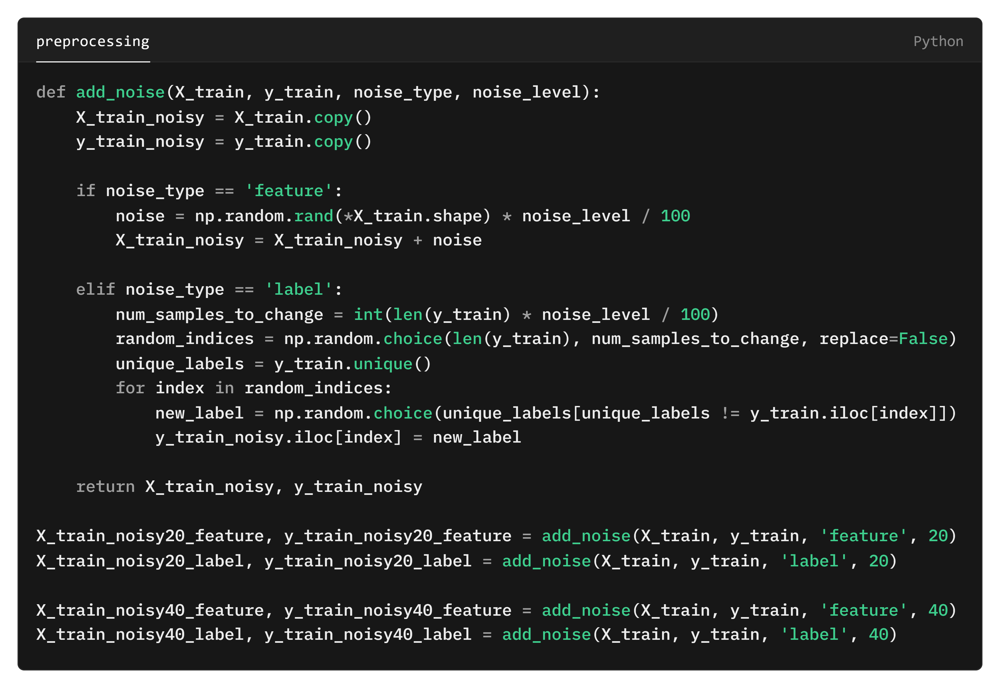 preprocessing
Python
def add_noise(X_train, y_train, noise_type, noise_level):
    X_train_noisy = X_train.copy()
    y_train_noisy = y_train.copy()

    if noise_type == 'feature':
        noise = np.random.rand(*X_train.shape) * noise_level / 100
        X_train_noisy = X_train_noisy + noise

    elif noise_type == 'label':
        num_samples_to_change = int(len(y_train) * noise_level / 100)
        random_indices = np.random.choice(len(y_train), num_samples_to_change, replace=False)
        unique_labels = y_train.unique()
        for index in random_indices:
            new_label = np.random.choice(unique_labels[unique_labels != y_train.iloc[index]])
            y_train_noisy.iloc[index] = new_label

    return X_train_noisy, y_train_noisy

X_train_noisy20_feature, y_train_noisy20_feature = add_noise(X_train, y_train, 'feature', 20)
X_train_noisy20_label, y_train_noisy20_label = add_noise(X_train, y_train, 'label', 20)

X_train_noisy40_feature, y_train_noisy40_feature = add_noise(X_train, y_train, 'feature', 40)
X_train_noisy40_label, y_train_noisy40_label = add_noise(X_train, y_train, 'label', 40)